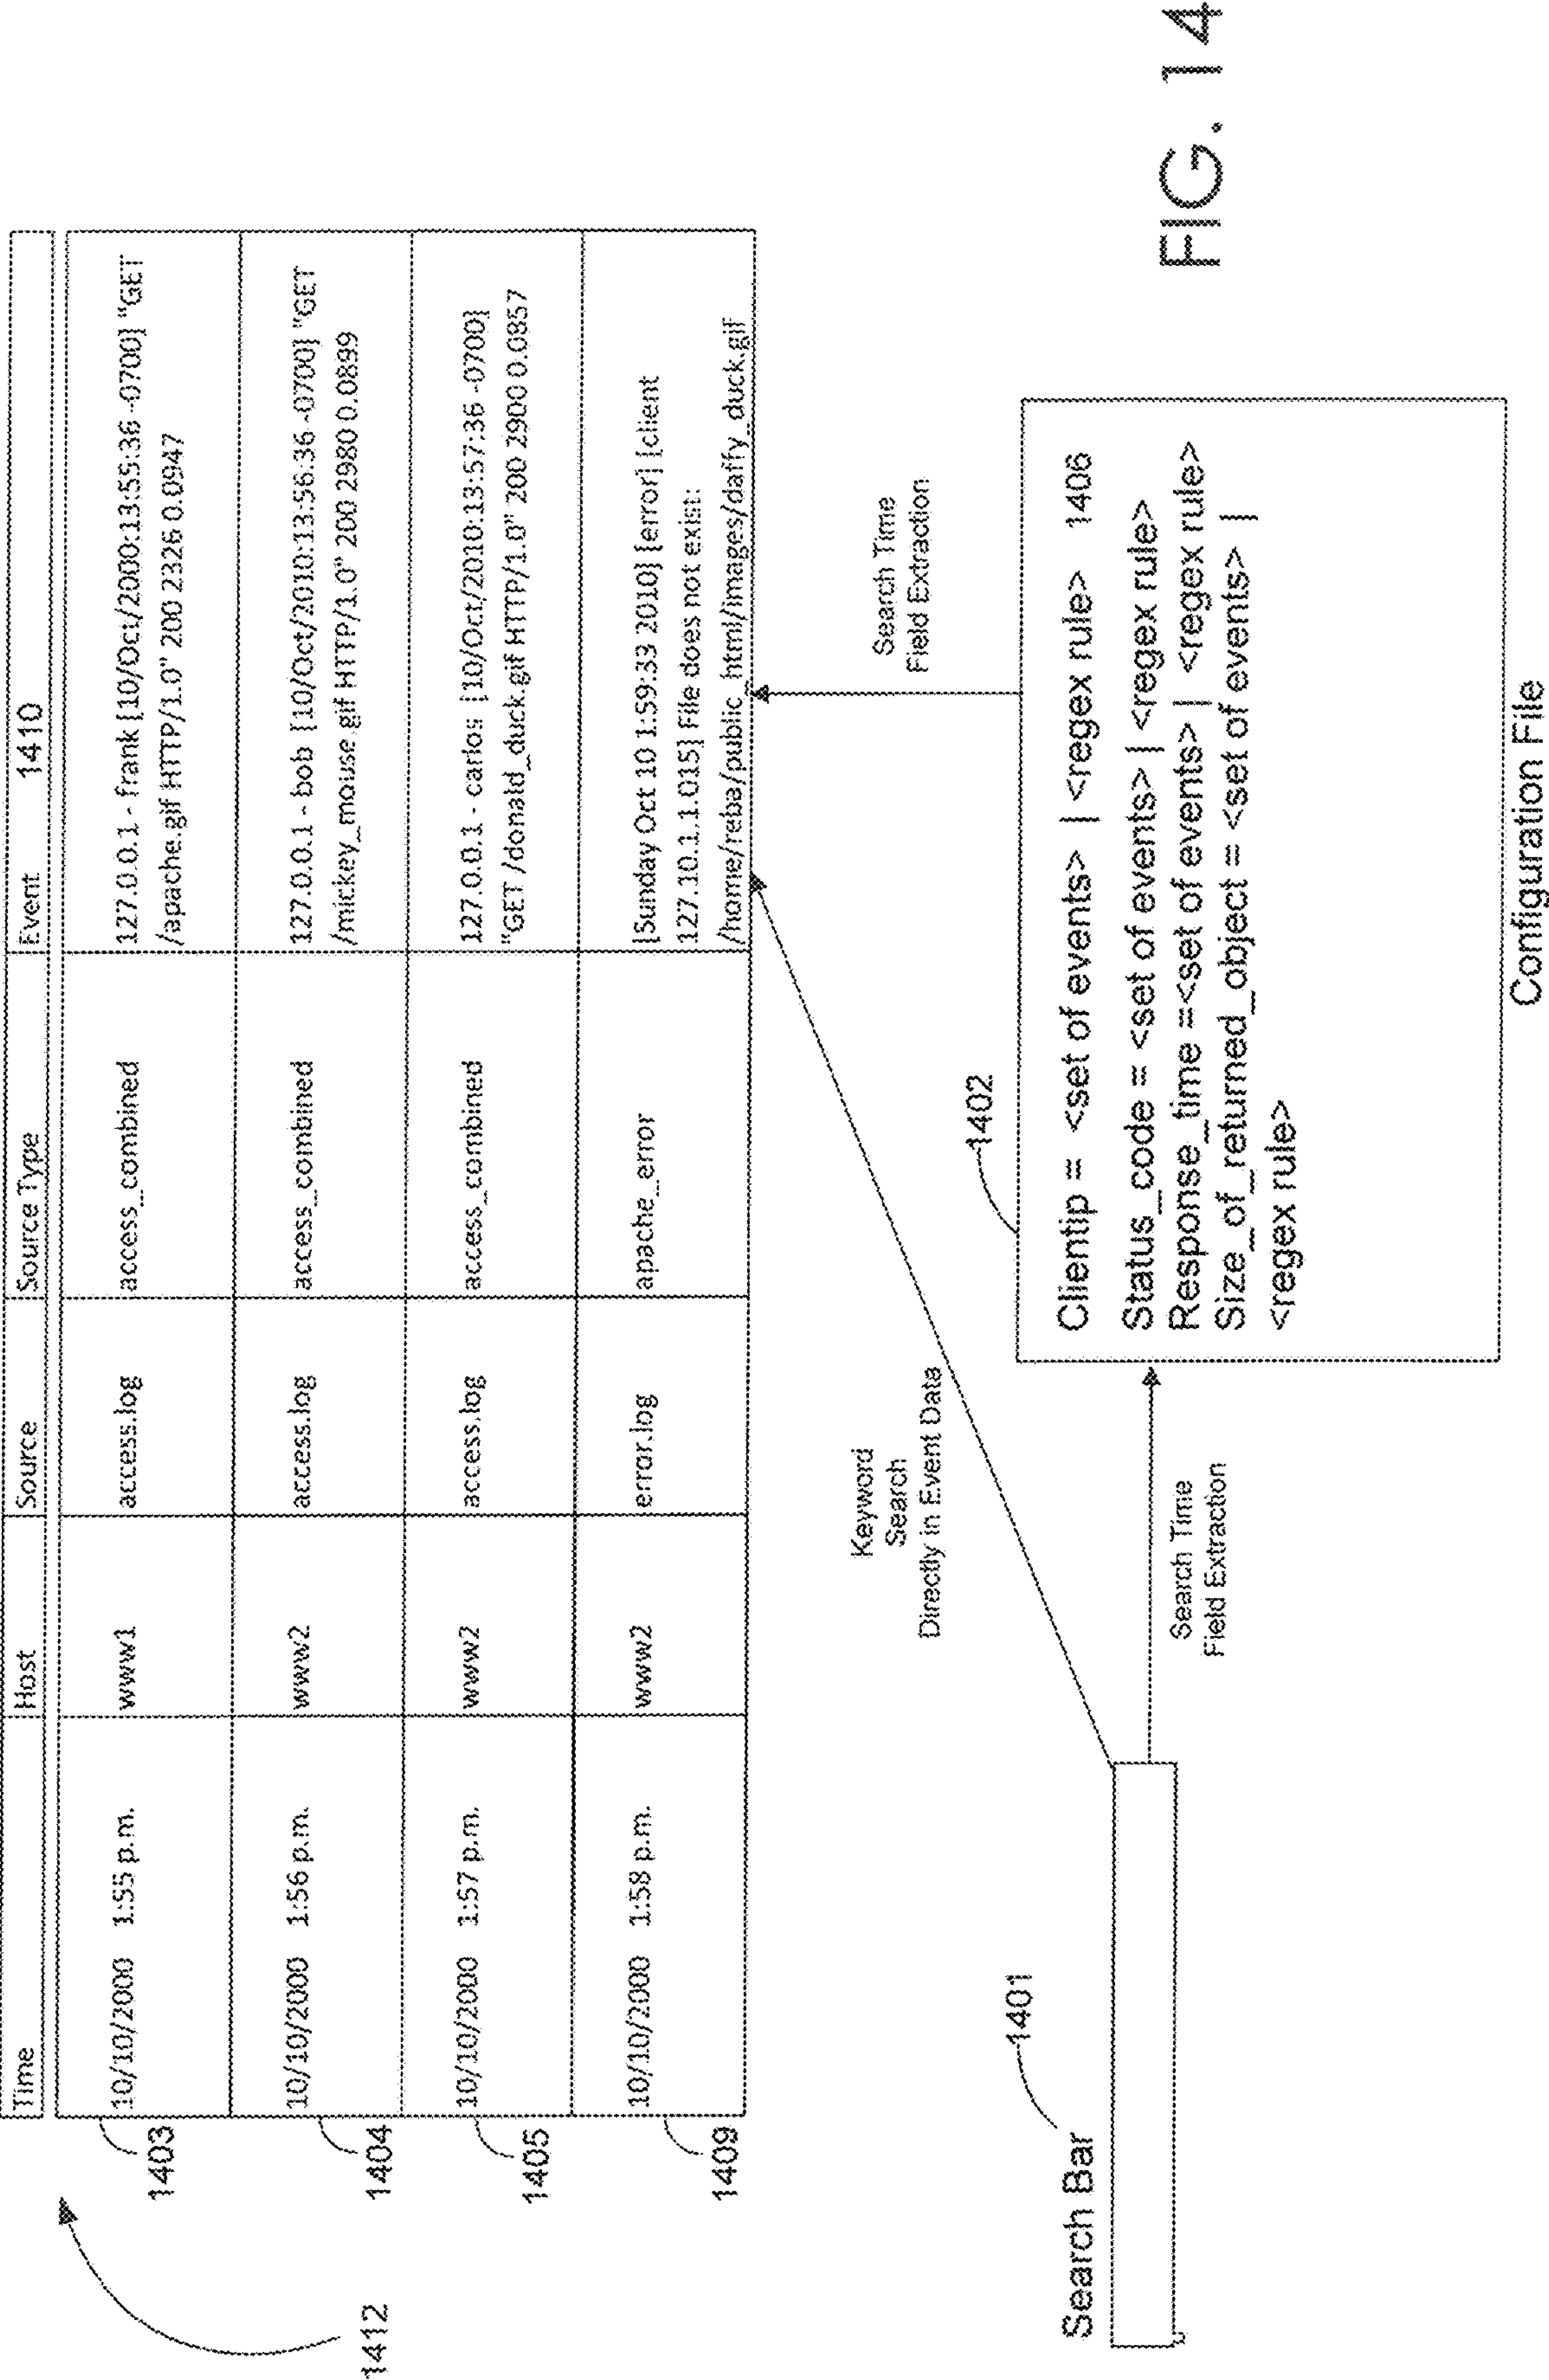 Time Host Source Source Type Event 1410
10/10/2000 1:55 p.m. www1 access.log access_combined 127.0.0.1 - frank [10/Oct/2000:13:55:36 -0700] "GET
/apache.gif HTTP/1.0" 200 2326 0.0947
1403
10/10/2000 1:56 p.m. www2 access.log access_combined 127.0.0.1 - bob [10/Oct/2010:13:56:36 -0700] "GET
/mickey_mouse.gif HTTP/1.0" 200 2980 0.0899
1404
10/10/2000 1:57 p.m. www2 access.log access_combined 127.0.0.1 - carlos [10/Oct/2010:13:57:36 -0700]
"GET /donald_duck.gif HTTP/1.0" 200 2900 0.0857
1405
10/10/2000 1:58 p.m. www2 error.log apache_error [Sunday Oct 10 1:59:33 2010] [error] [client
127.10.1.1.015] File does not exist:
/home/reba/public_html/images/daffy_duck.gif
1409
1412
Keyword
Search
Directly in Event Data
Search Time
Field Extraction
1402
Clientip = <set of events> | <regex rule> 1406
Status_code = <set of events> | <regex rule>
Response_time =<set of events> | <regex rule>
Size_of_returned_object = <set of events> |
<regex rule>
Configuration File
1401
Search Bar
Search Time
Field Extraction
FIG. 14